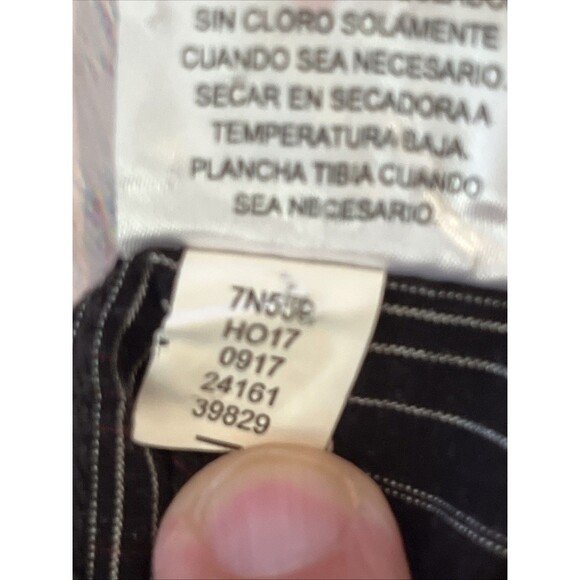 SIN CLORO SOLAMENTE
CUANDO SEA NECESARIO.
SECAR EN SECADORA A
TEMPERATURA BAJA.
PLANCHA TIBIA CUANDO
SEA NECESARIO.
HO17
0917
24161
39829